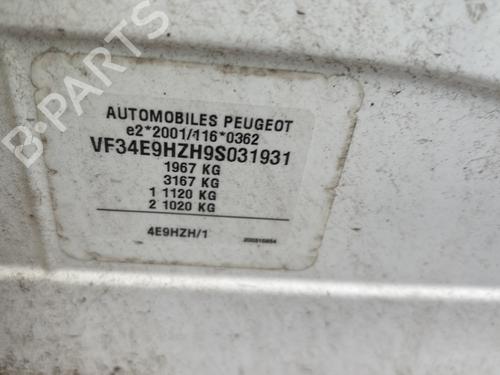 AUTOMOBILES PEUGEOT
e2*2001/116*0362
VF34E9HZH9S031931
1967 KG
3167 KG
1 1120 KG
2 1020 KG
4E9HZH/1
B-PARTS